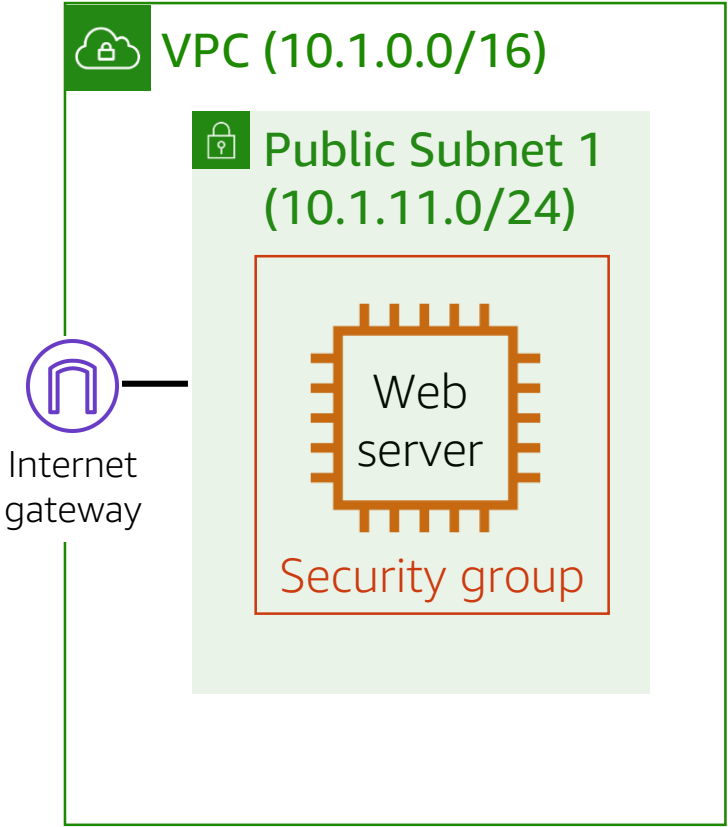 VPC (10.1.0.0/16)
Public Subnet 1
(10.1.11.0/24)
Web
server
Internet
gateway
Security group